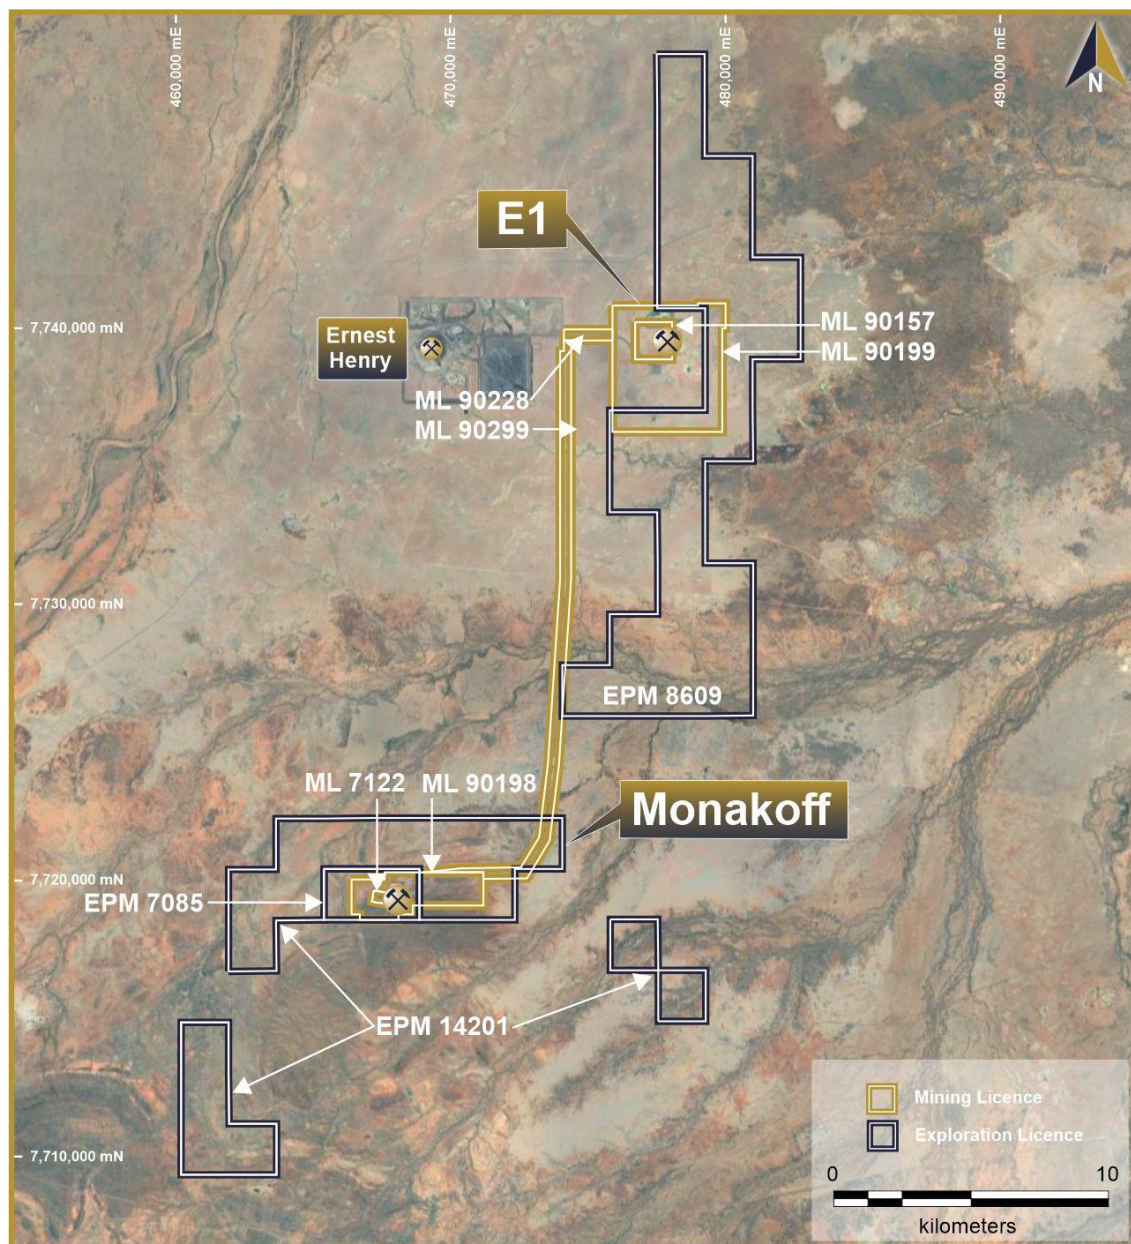 460,000 mE
470,000 mE
480,000 mE
490,000 mE
N
E1
7,740,000 mN
Ernest
Henry
ML 90157
ML 90199
ML 90228
ML 90299
7,730,000 mN
EPM 8609
ML 7122
ML 90198
Monakoff
7,720,000 mN
EPM 7085
EPM 14201
7,710,000 mN
Mining Licence
Exploration Licence
0
10
kilometers